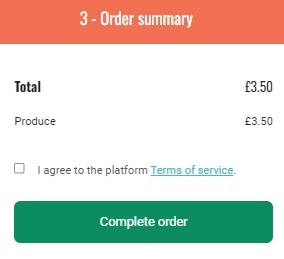 3 - Order summary
Total £3.50
Produce £3.50
I agree to the platform Terms of service.
Complete order